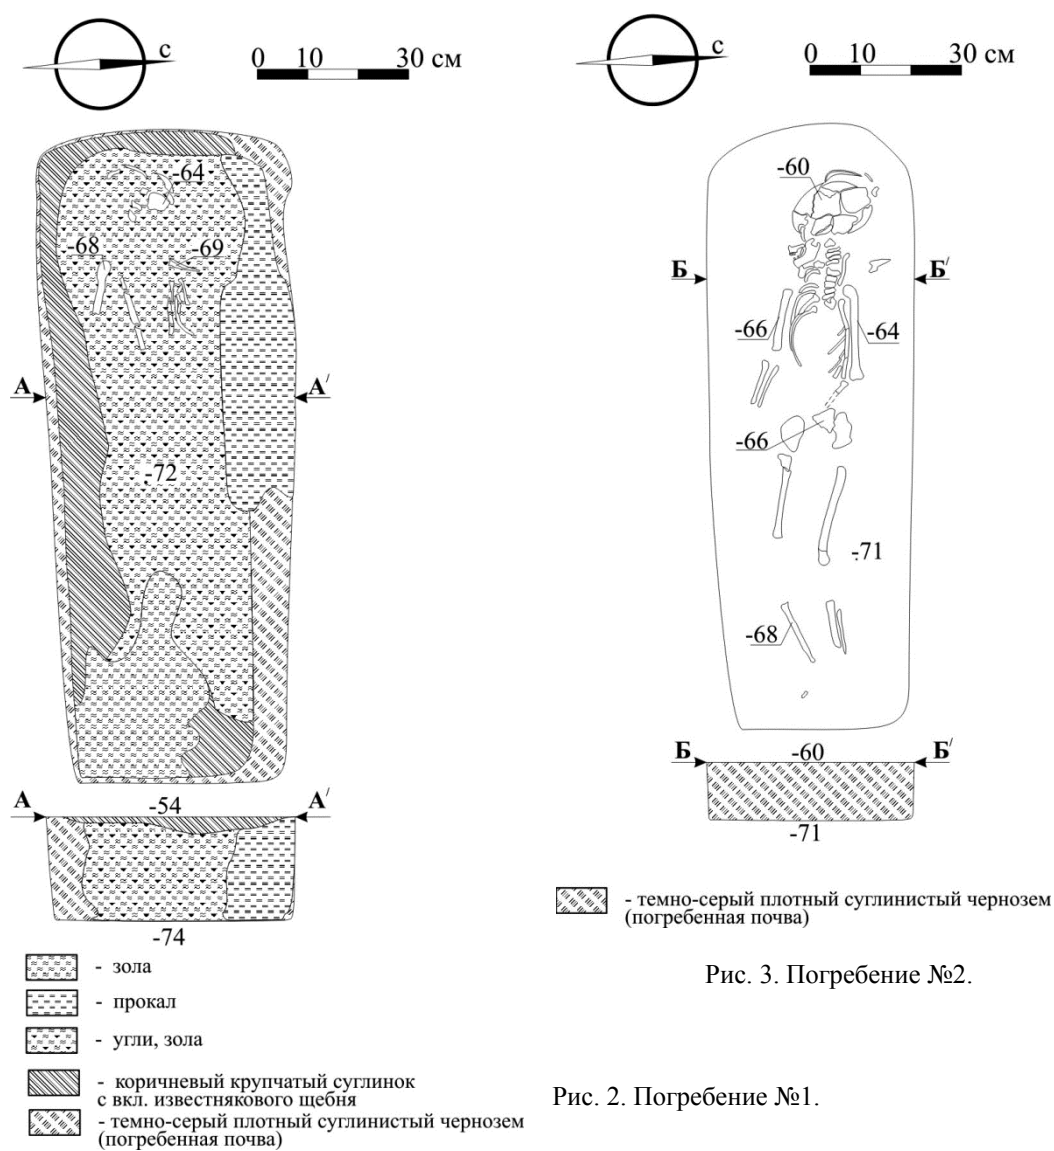 с
0 10 30 см
-64
-68
-69
А А/
-72
А А/
-54
-74
- зола
- прокал
- угли, зола
- коричневый крупчатый суглинок
с вкл. известнякового щебня
- темно-серый плотный суглинистый чернозем
(погребенная почва)
Рис. 2. Погребение №1.
с
0 10 30 см
-60
Б Б/
-66
-64
-66
-71
-68
Б Б/
-60
-71
- темно-серый плотный суглинистый чернозем
(погребенная почва)
Рис. 3. Погребение №2.